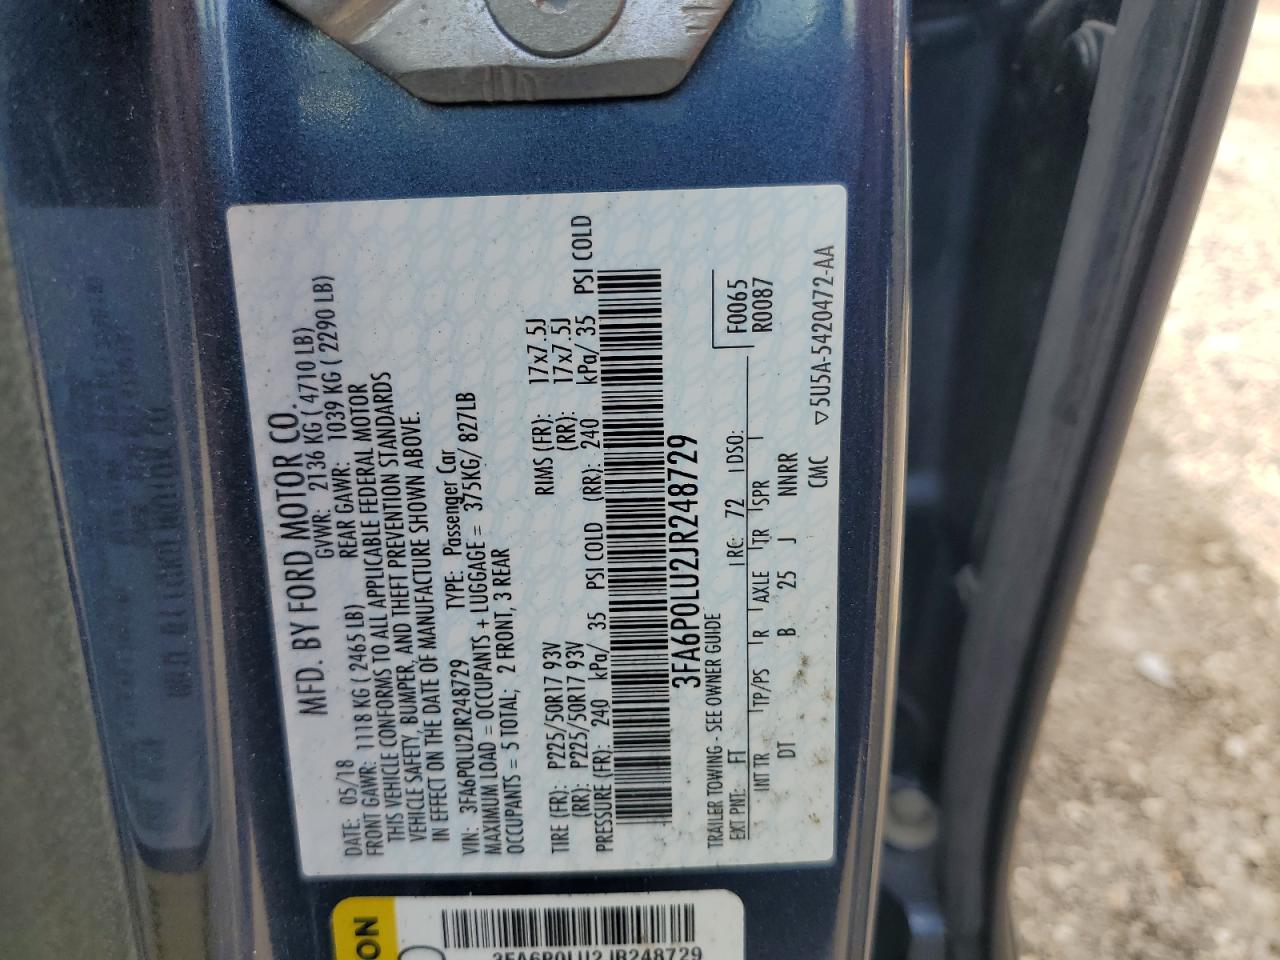 MFD. BY FORD MOTOR CO.
DATE: 05/18 GVWR: 2136 KG ( 4710 LB)
FRONT GAWR: 1118 KG ( 2465 LB) REAR GAWR: 1039 KG ( 2290 LB)
THIS VEHICLE CONFORMS TO ALL APPLICABLE FEDERAL MOTOR
VEHICLE SAFETY, BUMPER, AND THEFT PREVENTION STANDARDS
IN EFFECT ON THE DATE OF MANUFACTURE SHOWN ABOVE.
VIN: 3FA6P0LU2JR248729 TYPE: Passenger Car
MAXIMUM LOAD = OCCUPANTS + LUGGAGE = 375KG/ 827LB
OCCUPANTS = 5 TOTAL; 2 FRONT, 3 REAR
TIRE (FR): P225/50R17 93V RIMS (FR): 17x7.5J
(RR): P225/50R17 93V (RR): 17x7.5J
PRESSURE (FR): 240 kPa/ 35 PSI COLD (RR): 240 kPa/ 35 PSI COLD
3FA6P0LU2JR248729
TRAILER TOWING - SEE OWNER GUIDE F0065
EXT PNT: FT RC: 72 DSO: R0087
INT TR TP/PS R AXLE TR SPR
DT B 25 J NNIRR
CMC ▽5U5A-5420472-AA
ON
3FA6P0LU2JR248729